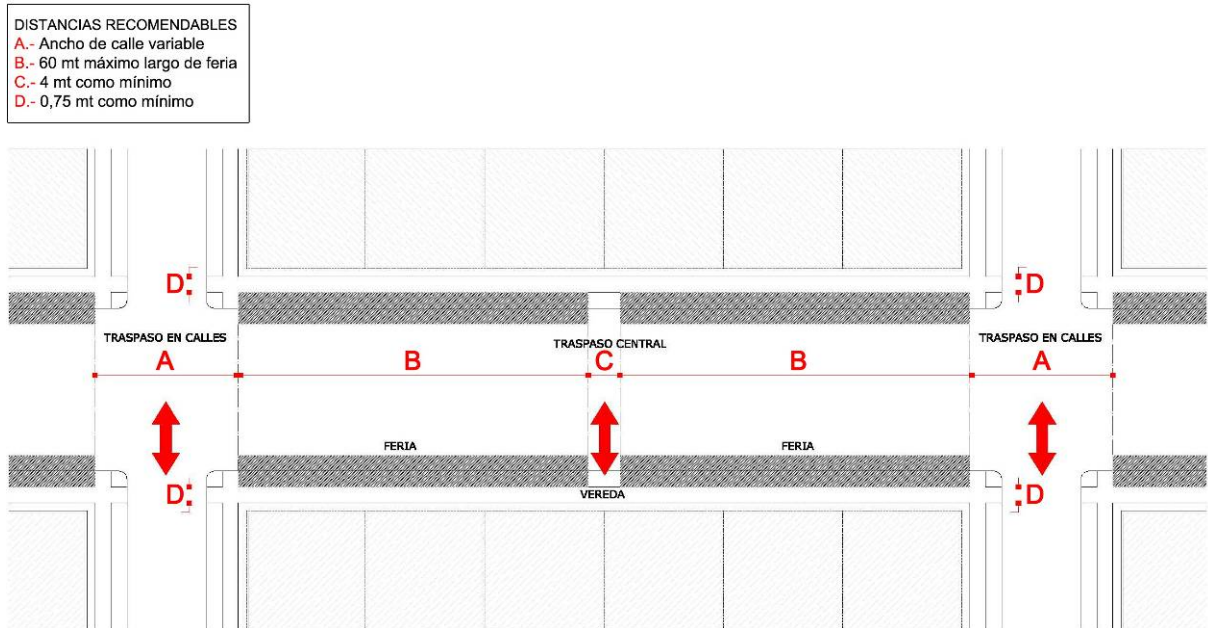 DISTANCIAS RECOMENDABLES
A.- Ancho de calle variable
B.- 60 mt máximo largo de feria
C.- 4 mt como mínimo
D.- 0,75 mt como mínimo
D
D
TRASPASO EN CALLES
TRASPASO CENTRAL
TRASPASO EN CALLES
A
B
C
B
A
FERIA
FERIA
D
VEREDA
D